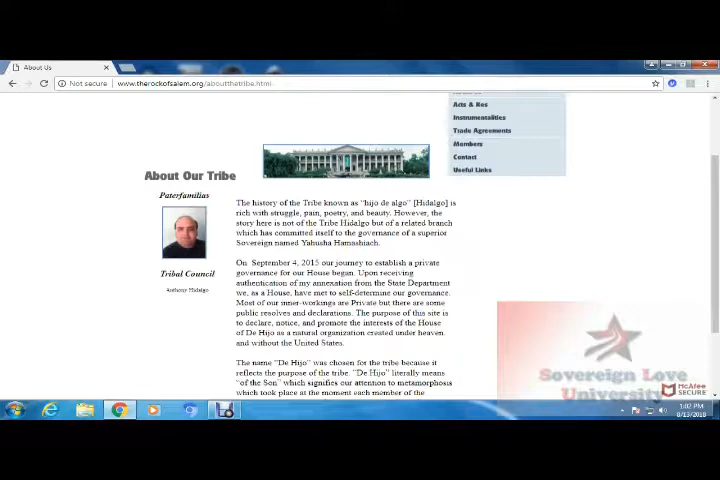 About Us
Not secure
www.therockofsalem.org/aboutthetribe.html
Acts & Res
Instrumentalities
Trade Agreements
Members
Contact
Useful Links
About Our Tribe
Paterfamilias
Tribal Council
Anthony Hidalgo
The history of the Tribe known as "hijo de algo" [Hidalgo] is
rich with struggle, pain, poetry, and beauty. However, the
story here is not of the Tribe Hidalgo but of a related branch
which has committed itself to the governance of a superior
Sovereign named Yahusha Hamashiach.
On September 4, 2015 our journey to establish a private
governance for our House began. Upon receiving
authentication of my annexation from the State Department
we, as a House, have met to self-determine our governance.
Most of our inner-workings are Private but there are some
public resolves and declarations. The purpose of this site is
to declare, notice, and promote the interests of the House
of De Hijo as a natural organization created under heaven.
and without the United States.
The name "De Hijo" was chosen for the tribe because it
reflects the purpose of the tribe. "De Hijo" literally means
"of the Son" which signifies our attention to metamorphosis
which took place at the moment each member of the
Sovereign Love
University
McAfee
SECURE
1:02 PM
8/13/2018